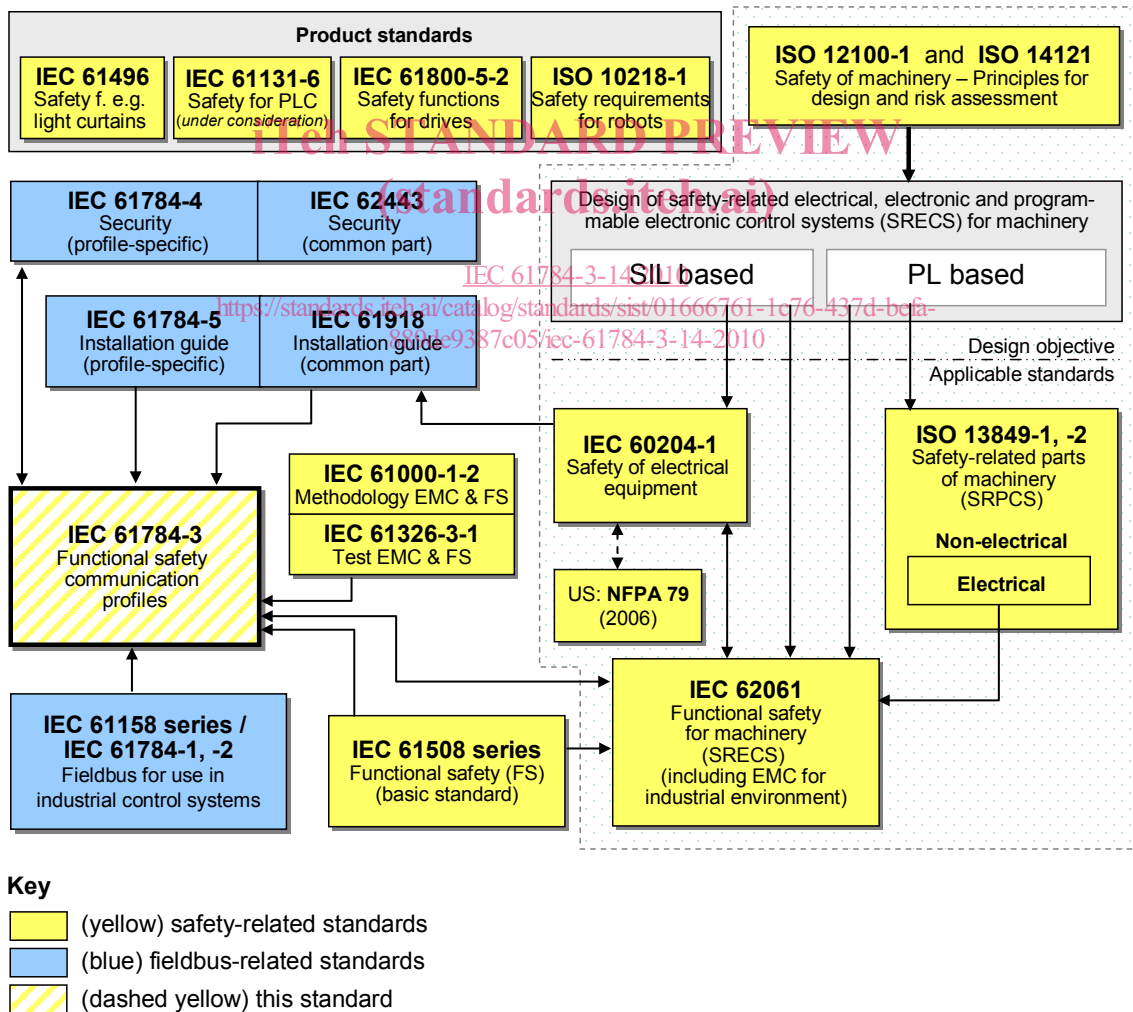 Product standards
IEC 61496
Safety f. e.g.
light curtains
IEC 61131-6
Safety for PLC
(under consideration)
IEC 61800-5-2
Safety functions
for drives
ISO 10218-1
Safety requirements
for robots
ISO 12100-1 and ISO 14121
Safety of machinery – Principles for
design and risk assessment
iTeh STANDARD PREVIEW
(standards.iteh.ai)
IEC 61784-4
Security
(profile-specific)
IEC 62443
Security
(common part)
Design of safety-related electrical, electronic and program-
mable electronic control systems (SRECS) for machinery
SIL based
PL based
IEC 61784-3-14:2010
https://standards.iteh.ai/catalog/standards/sist/01666761-1c76-437d-befa-
iec-61784-3-14-2010
IEC 61784-5
Installation guide
(profile-specific)
IEC 61918
Installation guide
(common part)
Design objective
Applicable standards
IEC 60204-1
Safety of electrical
equipment
ISO 13849-1, -2
Safety-related parts
of machinery
(SRPCS)
Non-electrical
Electrical
IEC 61000-1-2
Methodology EMC & FS
IEC 61326-3-1
Test EMC & FS
IEC 61784-3
Functional safety
communication
profiles
US: NFPA 79
(2006)
IEC 62061
Functional safety
for machinery
(SRECS)
(including EMC for
industrial environment)
IEC 61158 series /
IEC 61784-1, -2
Fieldbus for use in
industrial control systems
IEC 61508 series
Functional safety (FS)
(basic standard)
Key
(yellow) safety-related standards
(blue) fieldbus-related standards
(dashed yellow) this standard